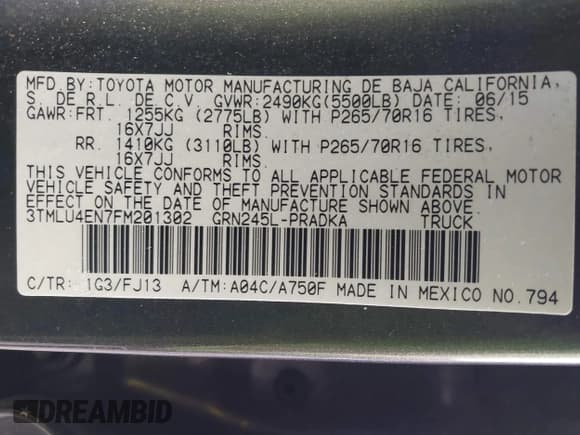 MFD.BY:TOYOTA MOTOR MANUFACTURING DE BAJA CALIFORNIA,
S. DE R.L. DE C.V. GVWR:2490KG(5500LB) DATE: 06/15
GAWR:FRT. 1255KG (2775LB) WITH P265/70R16 TIRES,
16X7JJ RIMS.
RR. 1410KG (3110LB) WITH P265/70R16 TIRES,
16X7JJ RIMS.
THIS VEHICLE CONFORMS TO ALL APPLICABLE FEDERAL MOTOR
VEHICLE SAFETY AND THEFT PREVENTION STANDARDS IN
EFFECT ON THE DATE OF MANUFACTURE SHOWN ABOVE.
3TMLU4EN7FM201302 GRN245L-PRADKA TRUCK
C/TR: 1G3/FJ13 A/TM:A04C/A750F MADE IN MEXICO NO.794
DREAMBID